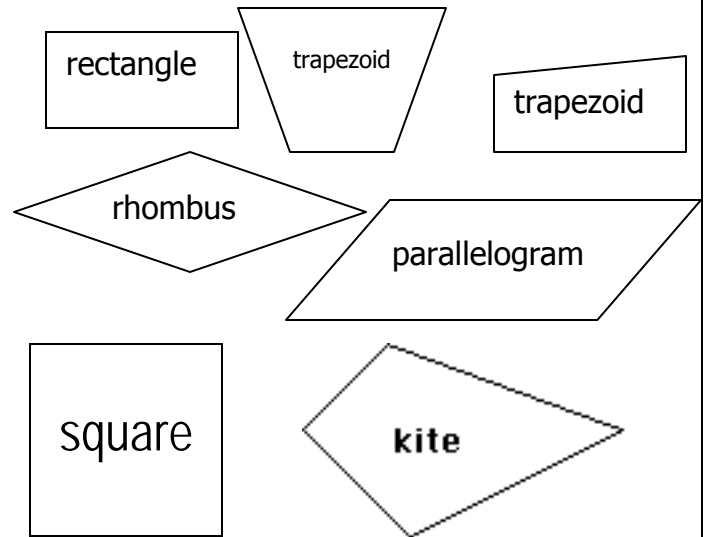 rectangle
trapezoid
trapezoid
rhombus
parallelogram
square
kite